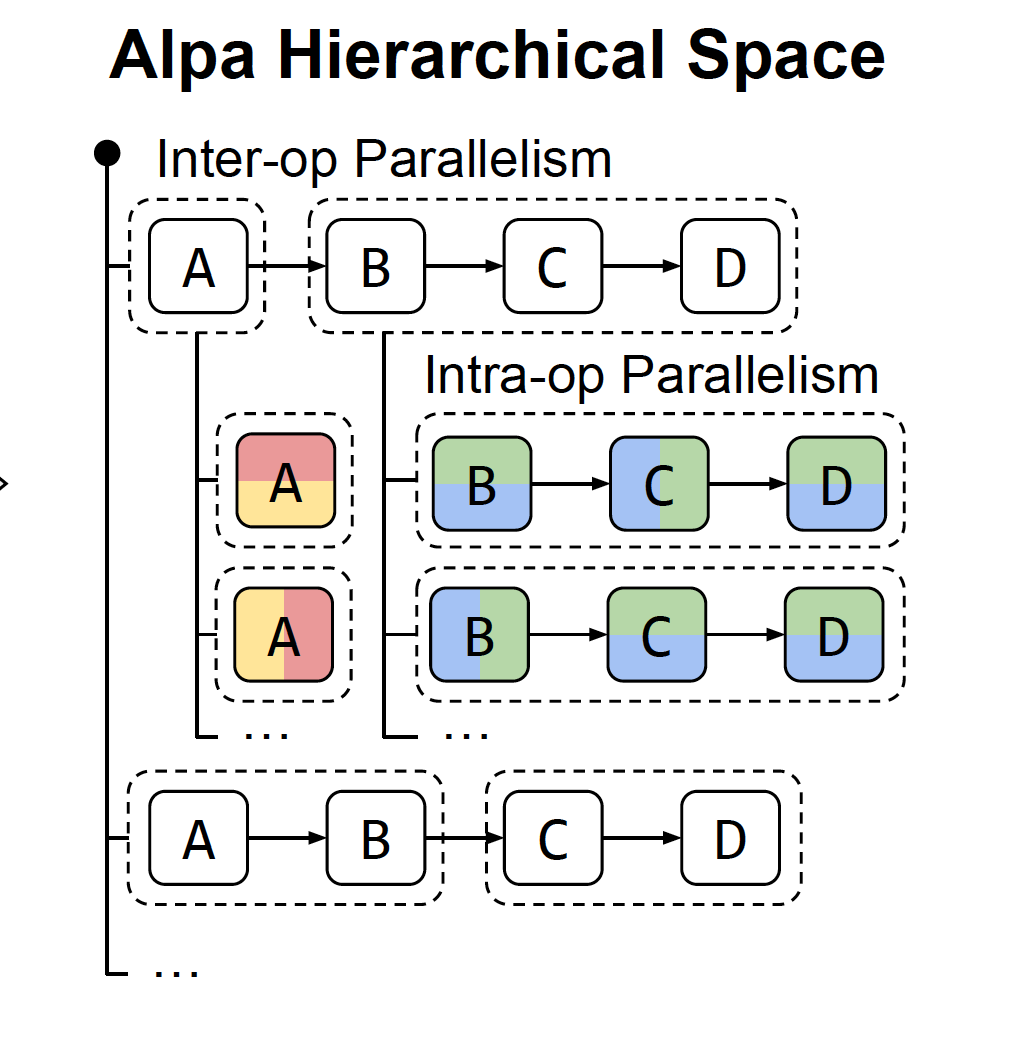 Alpa Hierarchical Space
Inter-op Parallelism
A B C D
Intra-op Parallelism
A B C D
A B C D
... ...
A B C D
...